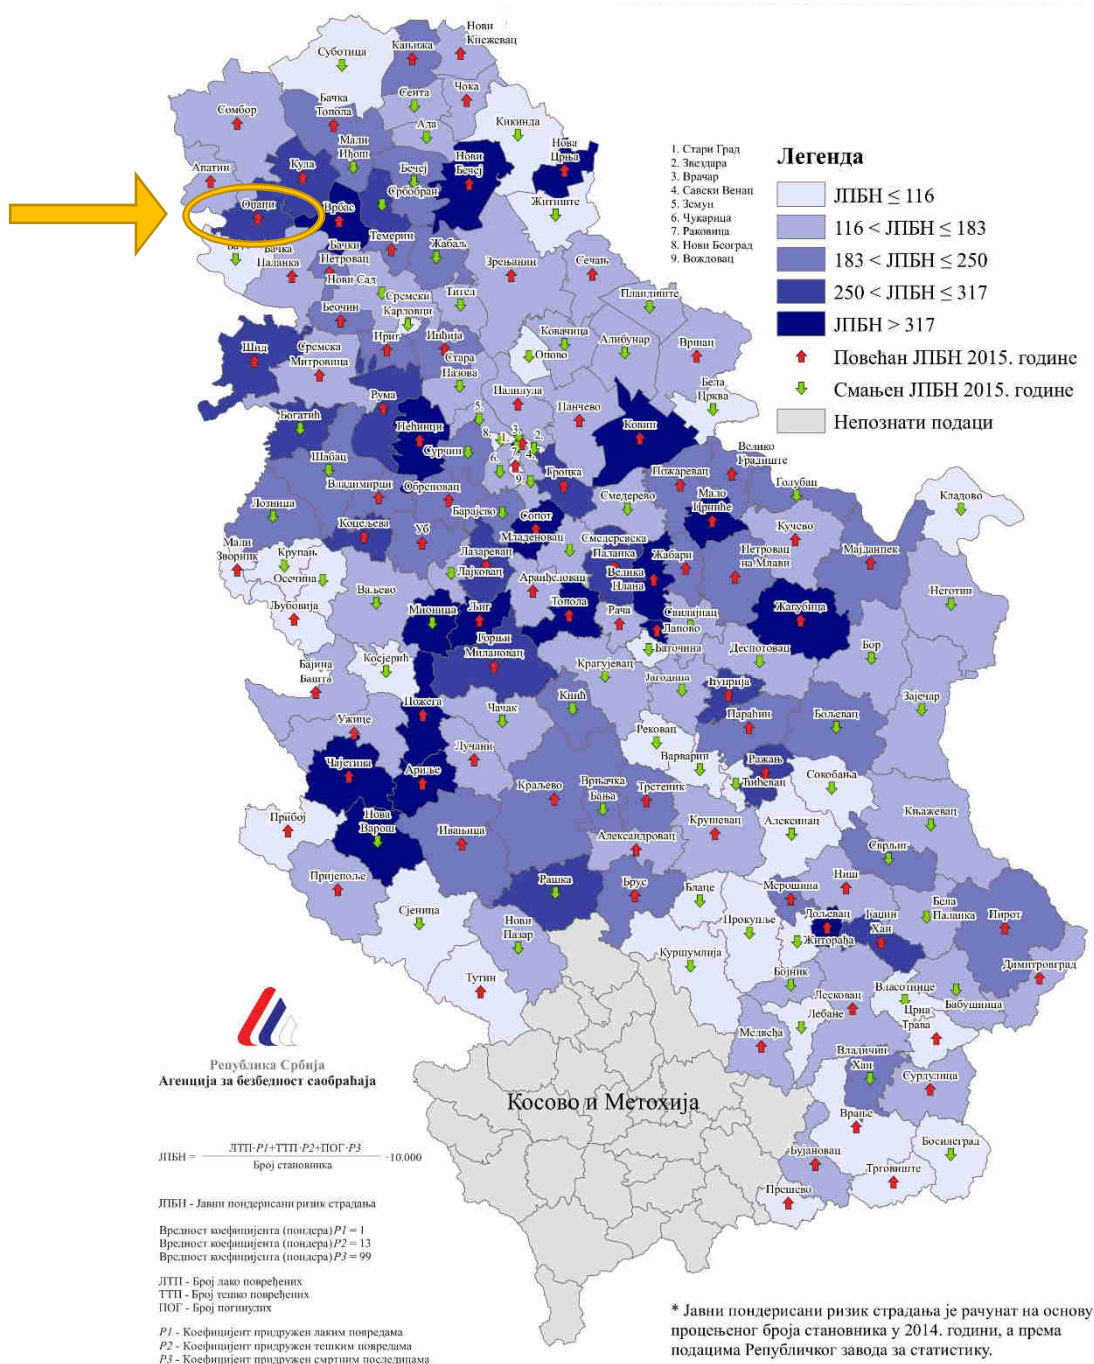 Суботица
Кањижа
Нови
Кнежевац
Сента
Чока
Ада
Сомбор
Бачка
Топола
Мали
Иђош
Кикинда
Нова
Црња
Апатин
Кула
Бечеј
Нови
Бечеј
Србобран
Житиште
Оџаци
Врбас
Темерин
Жабаљ
Бачка
Паланка
Бачки
Петровац
Зрењанин
Сечањ
Нови Сад
Тител
Пландиште
Беочин
Сремски
Карловци
Ковачица
Алибунар
Вршац
Опово
Шид
Сремска
Митровица
Ириг
Инђија
Стара
Пазова
Бела
Црква
Рума
Палилула
Панчево
Ковин
Богатић
Пећинци
5.
8.
1.
3.
2.
7.
4.
6.
9.
Сурчин
Шабац
Гроцка
Пожаревац
Велико
Градиште
Голубац
Владимирци
Обреновац
Смедерево
Мало
Црниће
Кладово
Лозница
Барајево
Сопот
Коцељева
Уб
Младеновац
Смедеревска
Паланка
Жабари
Кучево
Мали
Зворник
Крупањ
Лазаревац
Велика
Плана
Петровац
на Млави
Мајданпек
Осечина
Лајковац
Аранђеловац
Неготин
Љубовија
Ваљево
Мионица
Љиг
Топола
Рача
Свилајнац
Жагубица
Лапово
Горњи
Милановац
Баточина
Косјерић
Деспотовац
Бор
Бајина
Башта
Крагујевац
Јагодина
Ћуприја
Зајечар
Пожега
Кнић
Чачак
Параћин
Бољевац
Ужице
Рековац
Лучани
Варварин
Ражањ
Чајетина
Ариље
Ћићевац
Сокобања
Краљево
Врњачка
Бања
Трстеник
Књажевац
Прибој
Нова
Варош
Ивањица
Крушевац
Алексинац
Александровац
Сврљиг
Пријепоље
Рашка
Брус
Блаце
Мерошина
Ниш
Бела
Паланка
Пирот
Сјеница
Нови
Пазар
Прокупље
Дољевац
Гаџин
Хан
Житорађа
Куршумлија
Димитровград
Тутин
Бојник
Власотинце
Бабушница
Лесковац
Лебане
Црна
Трава
Медвеђа
Владичин
Хан
Сурдулица
Врање
Босилеград
Бујановац
Трговиште
Прешево
Косово и Метохија
1. Стари Град
2. Звездара
3. Врачар
4. Савски Венац
5. Земун
6. Чукарица
7. Раковица
8. Нови Београд
9. Вождовац
Легенда
ЈПБН ≤ 116
116 < ЈПБН ≤ 183
183 < ЈПБН ≤ 250
250 < ЈПБН ≤ 317
ЈПБН > 317
Повећан ЈПБН 2015. године
Смањен ЈПБН 2015. године
Непознати подаци
Република Србија
Агенција за безбедност саобраћаја
ЈПБН = ЛТП·P1+ТТП·P2+ПОГ·P3 ·10.000
Број становника
ЈПБН - Јавни пондерисани ризик страдања
Вредност коефицијента (пондера) P1 = 1
Вредност коефицијента (пондера) P2 = 13
Вредност коефицијента (пондера) P3 = 99
ЛТП - Број лако повређених
ТТП - Број тешко повређених
ПОГ - Број погинулих
P1 - Коефицијент придружен лаким повредама
P2 - Коефицијент придружен тешким повредама
P3 - Коефицијент придружен смртним последицама
* Јавни пондерисани ризик страдања је рачунат на основу
процењеног броја становника у 2014. години, а према
подацима Републичког завода за статистику.